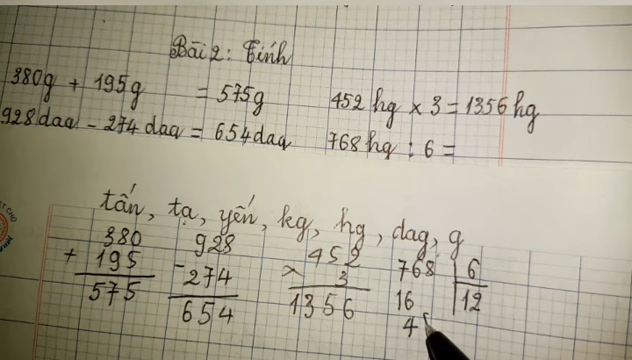 Bài 2: Tính
380g + 195g = 575g
452 hg x 3 = 1356 hg
928 dag - 274 dag = 654 dag
768 hg : 6 =
tấn, tạ, yến, kg, hg, dag, g
380 928 452 768 6
+ 195 - 274 x 3 16 12
575 654 1356 4